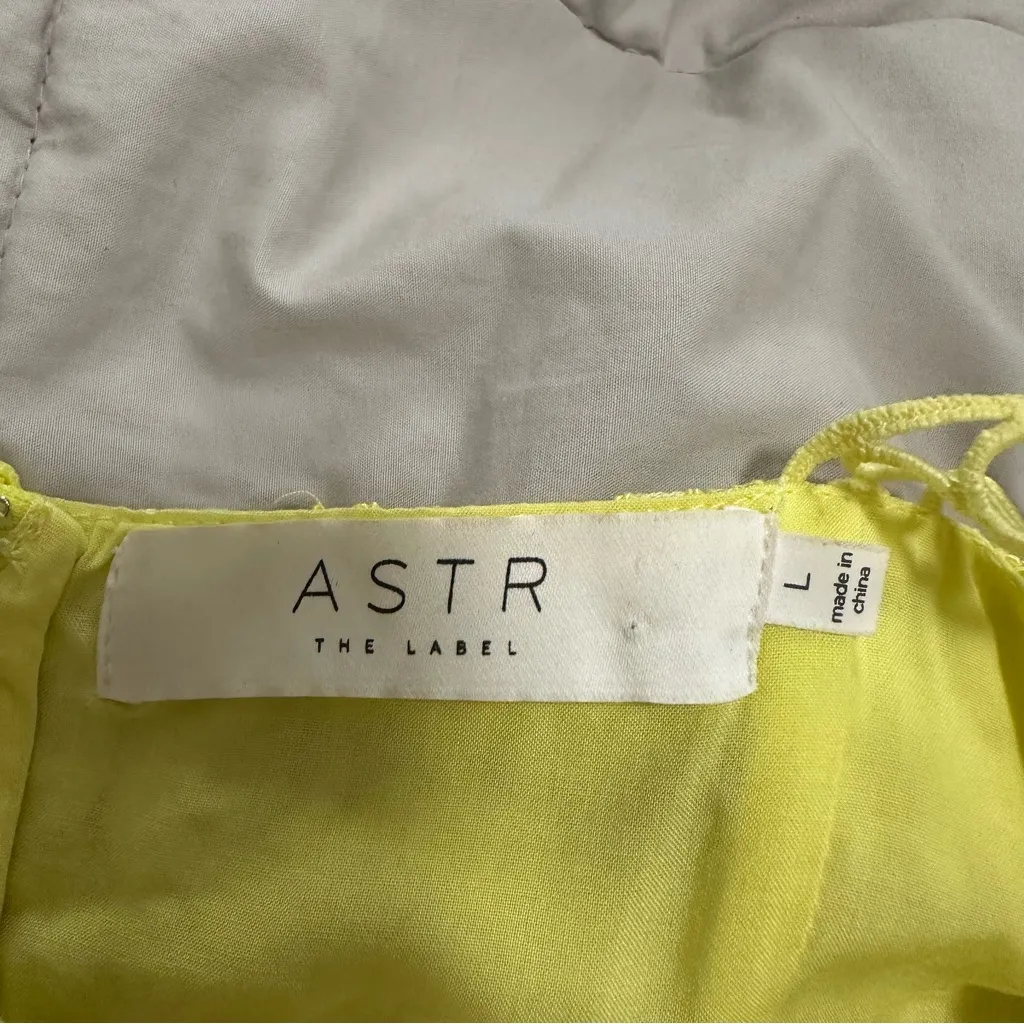 ASTR
THE LABEL
L
made in
china